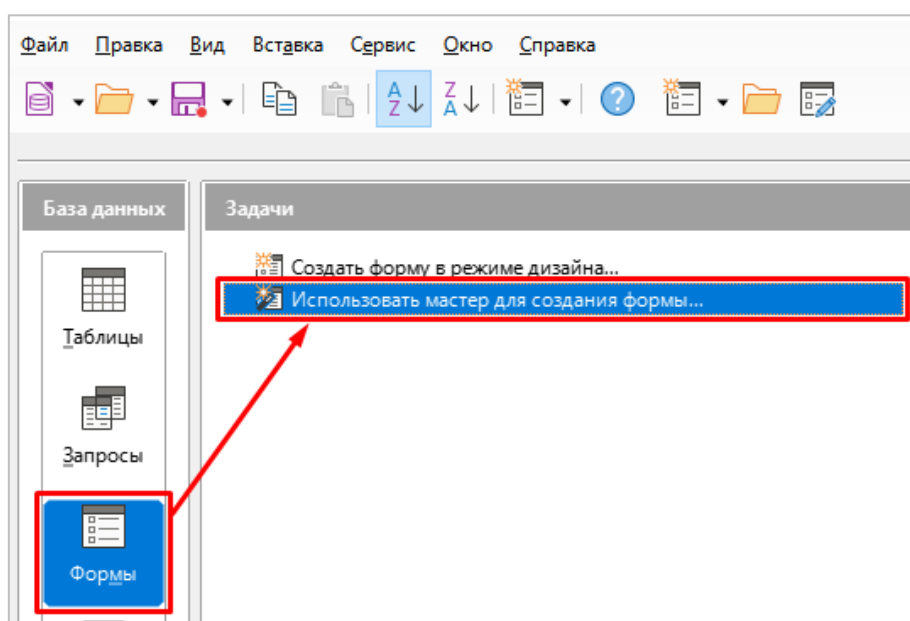 Файл Правка Вид Вставка Сервис Окно Справка
База данных
Задачи
Создать форму в режиме дизайна...
Использовать мастер для создания формы...
Таблицы
Запросы
Формы